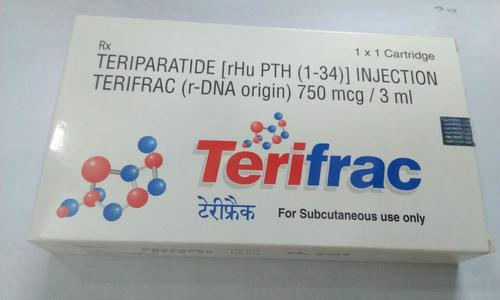 Rx
1 x 1 Cartridge
TERIPARATIDE [rHu PTH (1-34)] INJECTION
TERIFRAC (r-DNA origin) 750 mcg / 3 ml
Terifrac
टेरीफ्रैक
For Subcutaneous use only